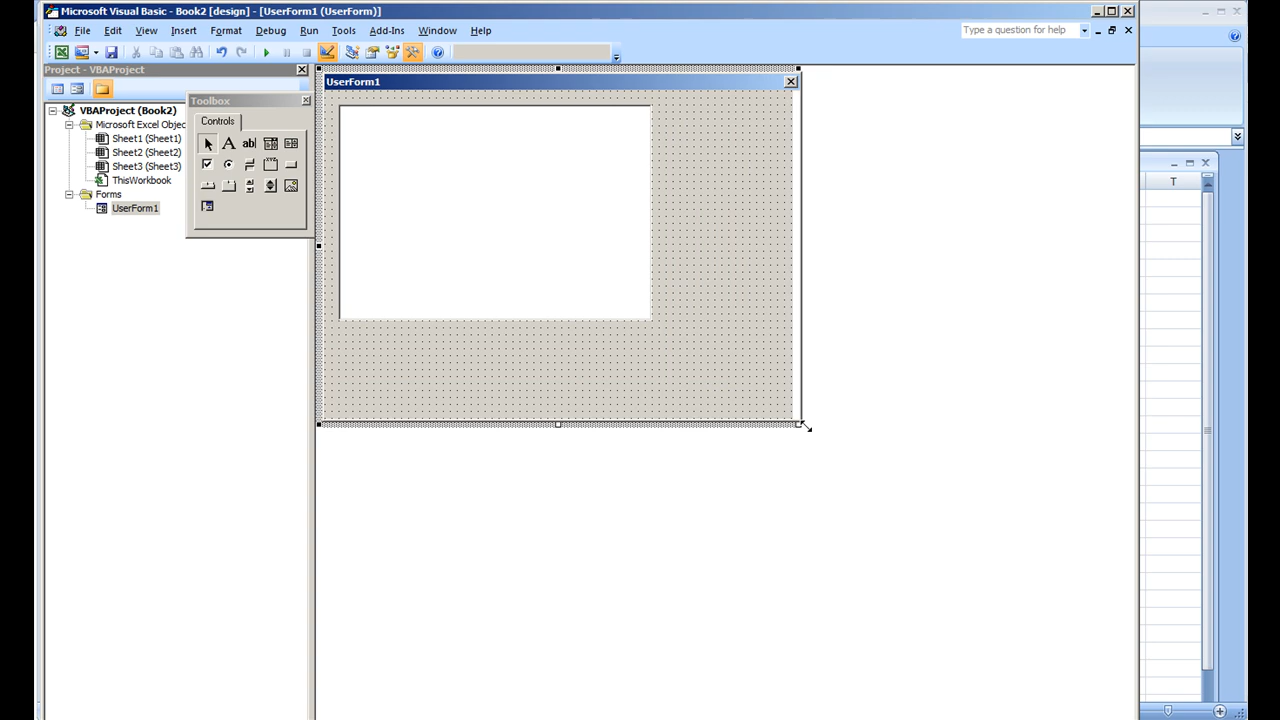 Microsoft Visual Basic - Book2 [design] - [UserForm1 (UserForm)]
File Edit View Insert Format Debug Run Tools Add-Ins Window Help
Type a question for help
Project - VBAProject
VBAProject (Book2)
Microsoft Excel Objec
Sheet1 (Sheet1)
Sheet2 (Sheet2)
Sheet3 (Sheet3)
ThisWorkbook
Forms
UserForm1
Toolbox
Controls
A ab
UserForm1
T